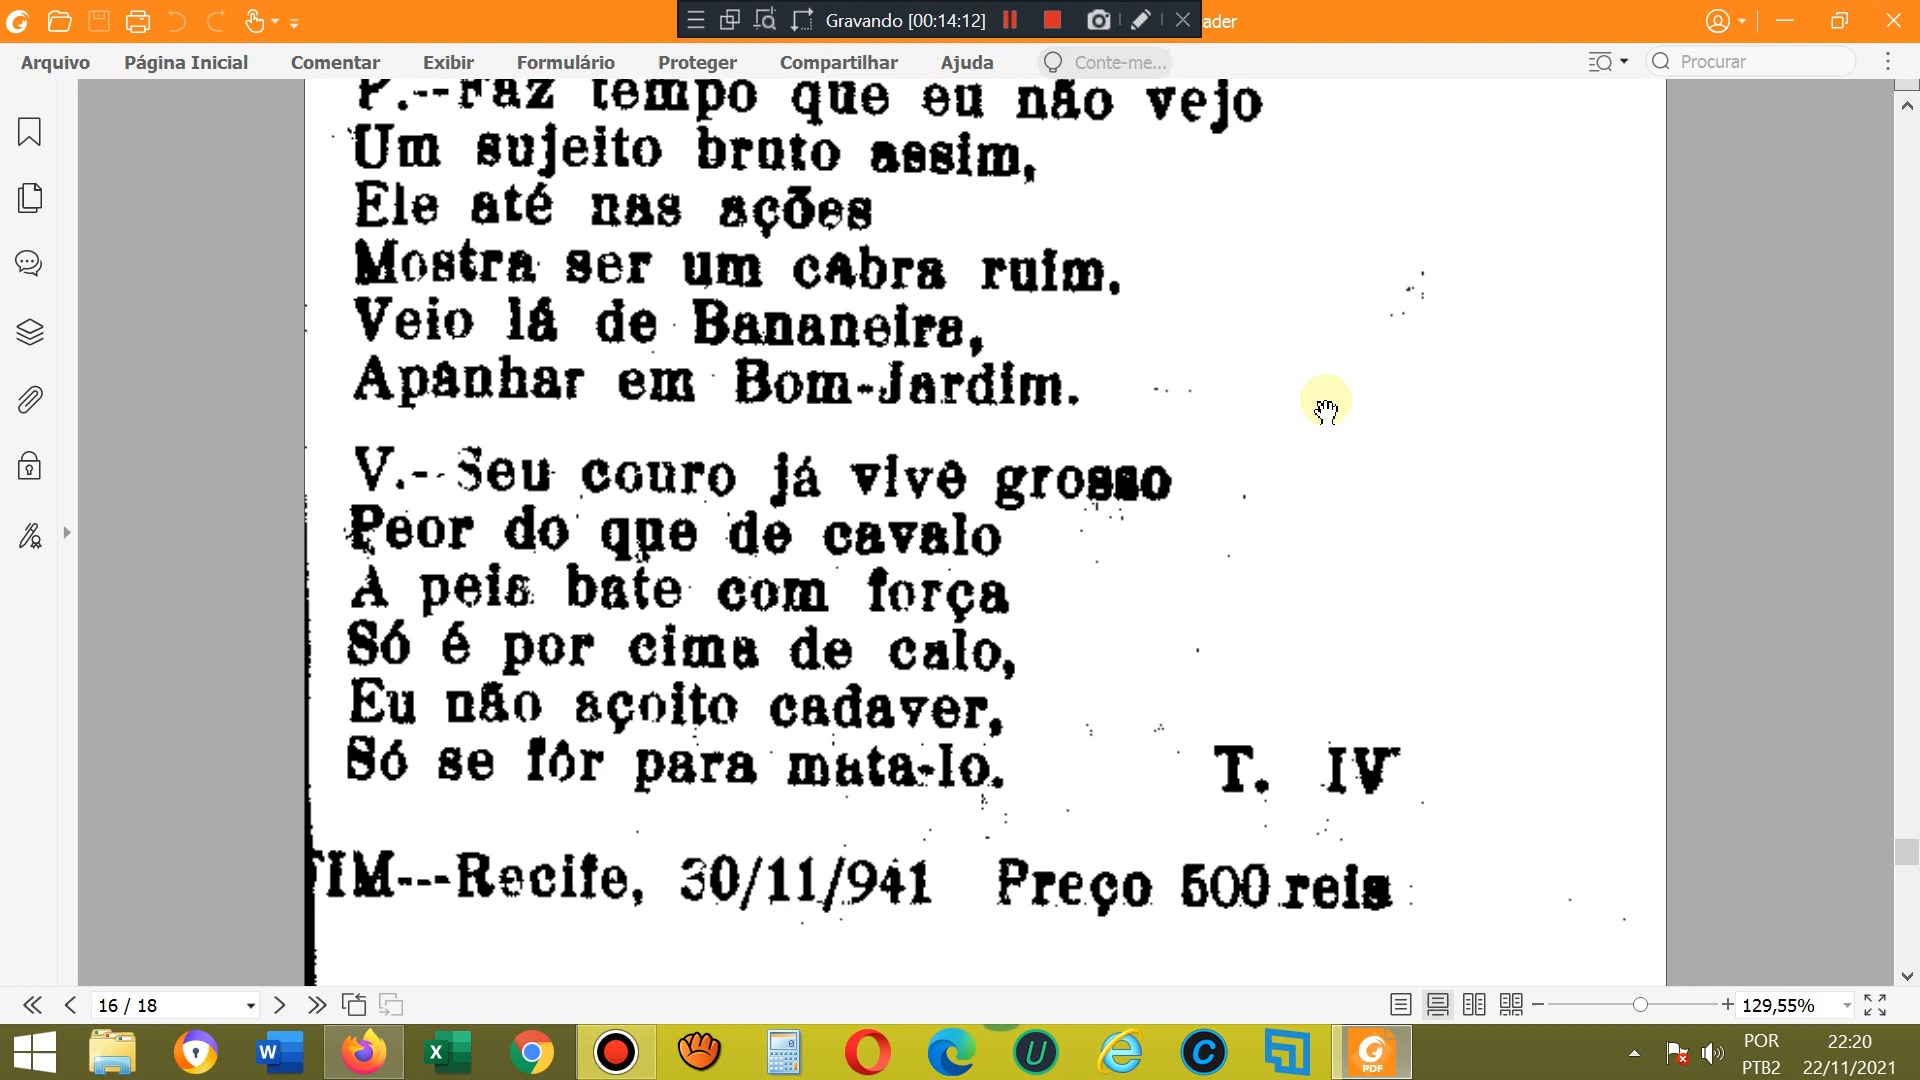 Gravando [00:14:12]
ader
Arquivo Página Inicial Comentar Exibir Formulário Proteger Compartilhar Ajuda Conte-me... Procurar
P.--Faz tempo que eu não vejo
Um sujeito bruto assim,
Ele até nas ações
Mostra ser um cabra ruim.
Veio lá de Bananeira,
Apanhar em Bom-Jardim.
V.--Seu couro já vive grosso
Peor do que de cavalo
A peia bate com força
Só é por cima de calo,
Eu não açoito cadaver,
Só se fôr para mata-lo.
T. IV
FIM---Recife, 30/11/941 Preço 500 reis
16 / 18
129,55%
POR
PTB2
22:20
22/11/2021